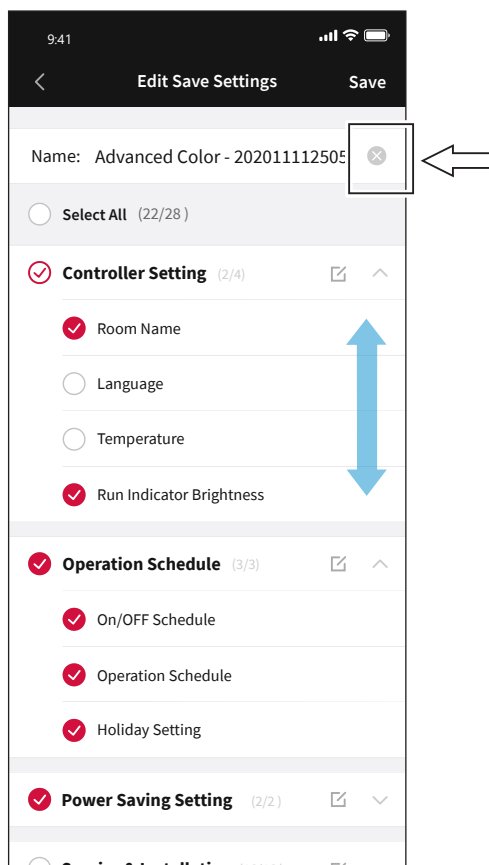 9:41
Edit Save Settings Save
Name: Advanced Color - 202011112505
Select All (22/28 )
Controller Setting (2/4)
Room Name
Language
Temperature
Run Indicator Brightness
Operation Schedule (3/3)
On/OFF Schedule
Operation Schedule
Holiday Setting
Power Saving Setting (2/2 )